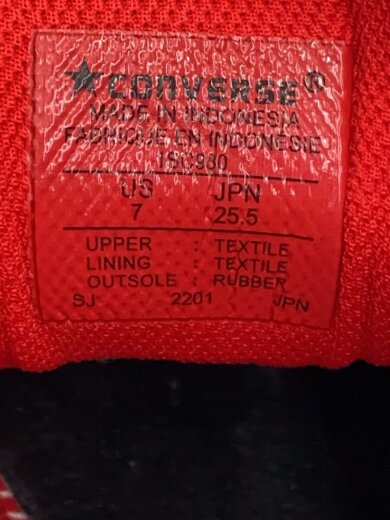 ★CONVERSE®
MADE IN INDONESIA
FABRIQUE EN INDONESIE
1SC980
US JPN
7 25.5
UPPER : TEXTILE
LINING : TEXTILE
OUTSOLE : RUBBER
SJ 2201 JPN